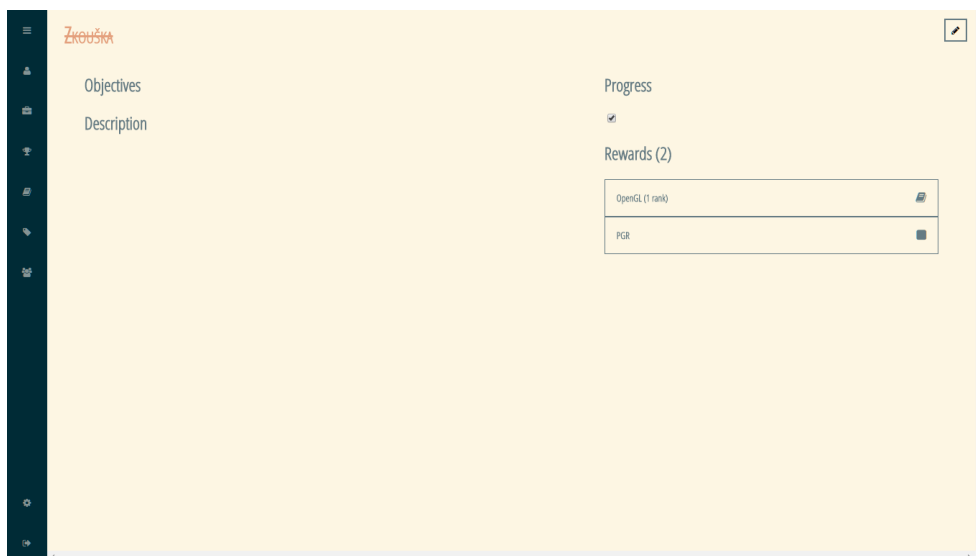 Zkouška
Objectives
Description
Progress
Rewards (2)
OpenGL (1 rank)
PGR